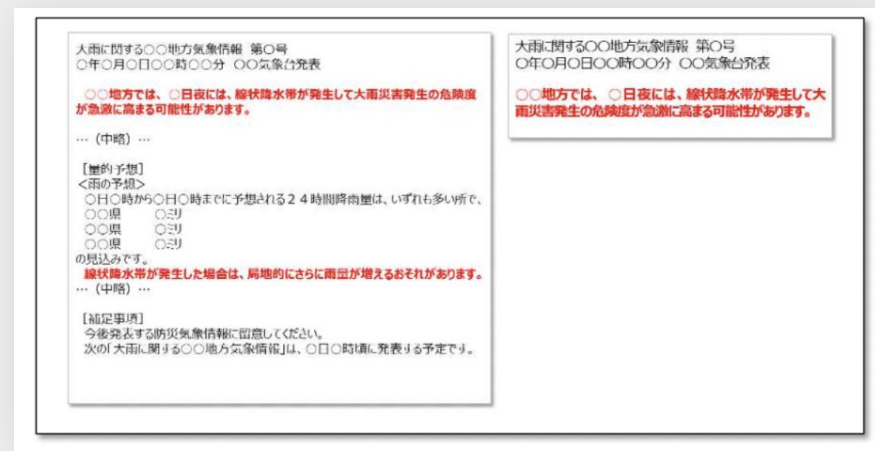 大雨に関する○○地方気象情報 第○号
○年○月○日○○時○○分 ○○気象台発表
○○地方では、○日夜には、線状降水帯が発生して大雨災害発生の危険度
が急激に高まる可能性があります。
…（中略）…
［量的予想］
＜雨の予想＞
○日○時から○日○時までに予想される２４時間降雨量は、いずれも多い所で、
○○県 ○ミリ
○○県 ○ミリ
○○県 ○ミリ
の見込みです。
線状降水帯が発生した場合は、局地的にさらに雨量が増えるおそれがあります。
…（中略）…
［補足事項］
今後発表する防災気象情報に留意してください。
次の「大雨に関する○○地方気象情報」は、○日○時頃に発表する予定です。
大雨に関する○○地方気象情報 第○号
○年○月○日○○時○○分 ○○気象台発表
○○地方では、○日夜には、線状降水帯が発生して大
雨災害発生の危険度が急激に高まる可能性があります。